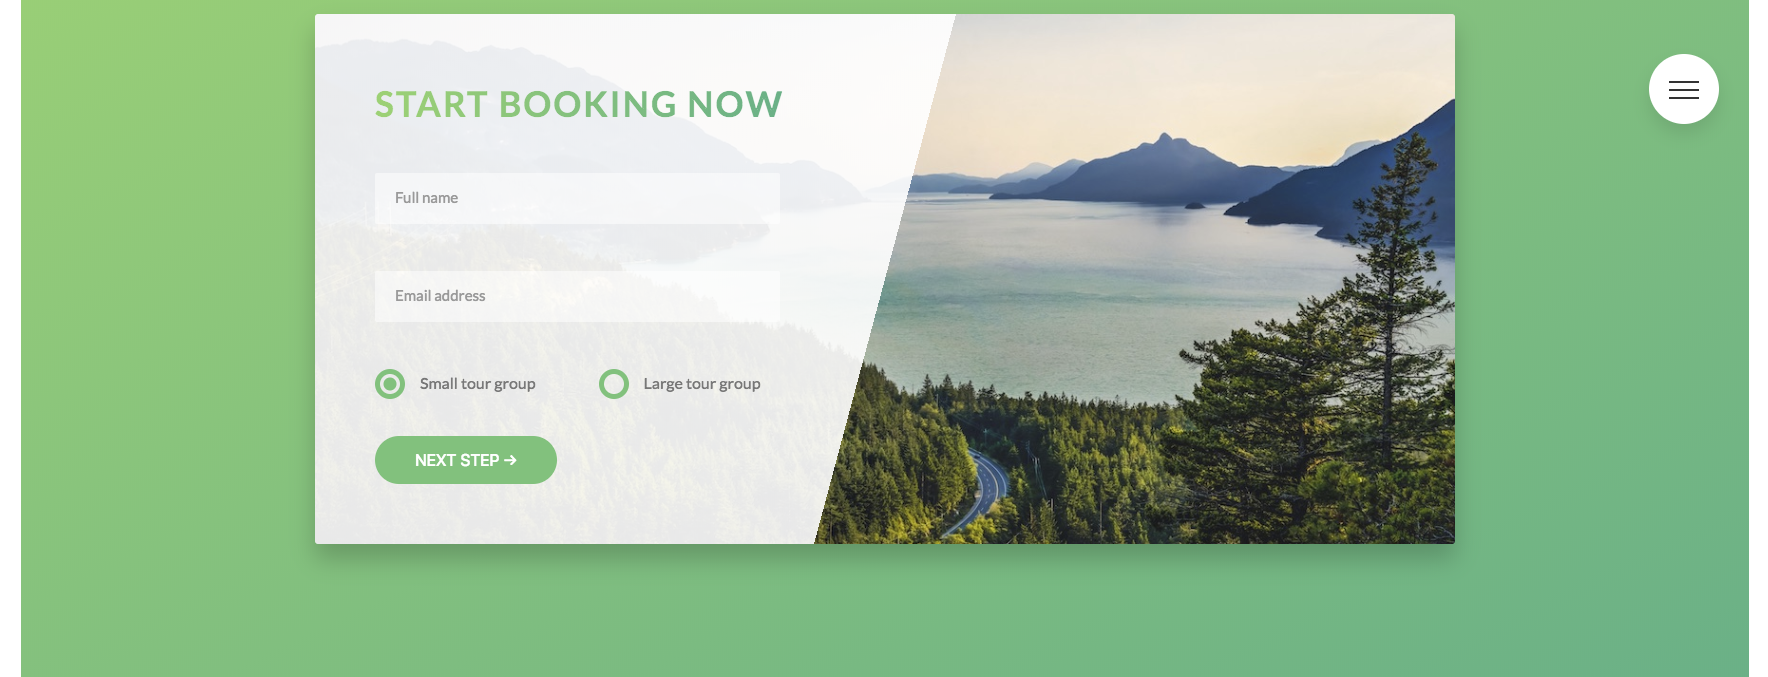 START BOOKING NOW
Full name
Email address
Small tour group
Large tour group
NEXT STEP →